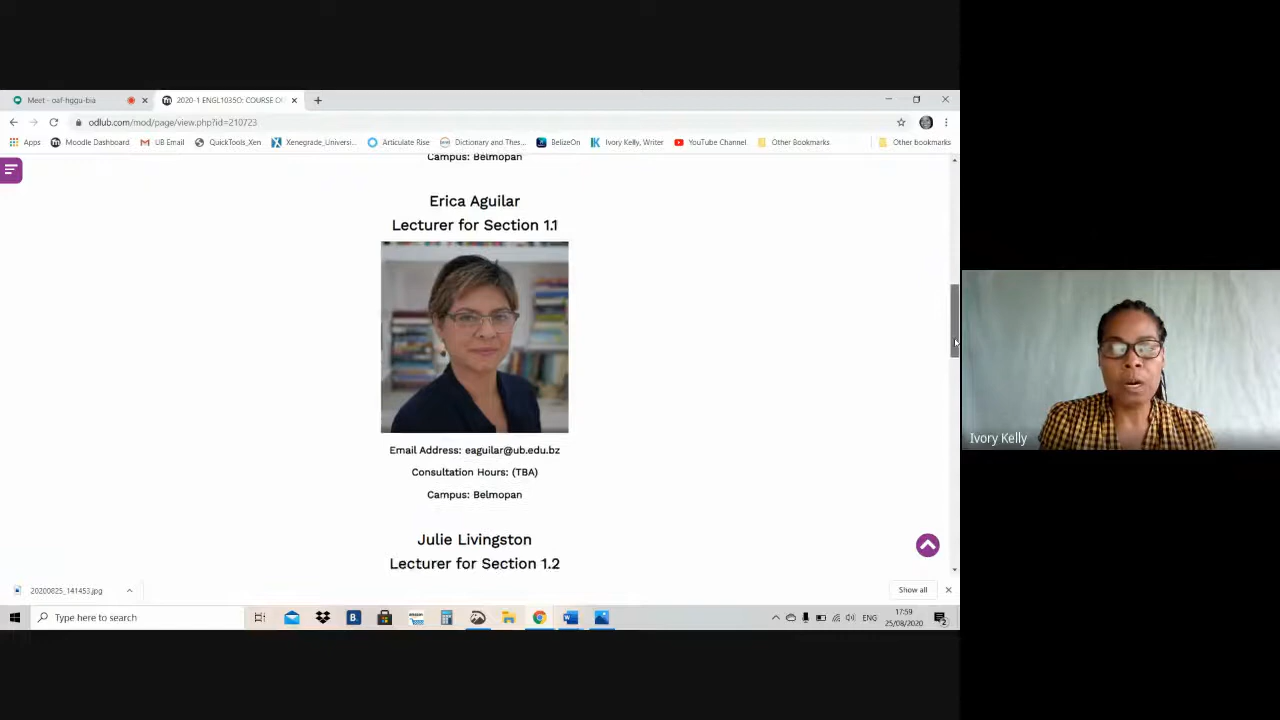 Meet - oaf-hggu-bia
2020-1 ENGL1035O: COURSE OU
odlub.com/mod/page/view.php?id=210723
Apps
Moodle Dashboard
UB Email
QuickTools_Xen
Xenegrade_Universi...
Articulate Rise
Dictionary and Thes...
BelizeOn
Ivory Kelly, Writer
YouTube Channel
Other Bookmarks
Other bookmarks
Campus: Belmopan
Erica Aguilar
Lecturer for Section 1.1
Email Address: eaguilar@ub.edu.bz
Consultation Hours: (TBA)
Campus: Belmopan
Julie Livingston
Lecturer for Section 1.2
Ivory Kelly
20200825_141453.jpg
Show all
Type here to search
ENG
17:59
25/08/2020
2